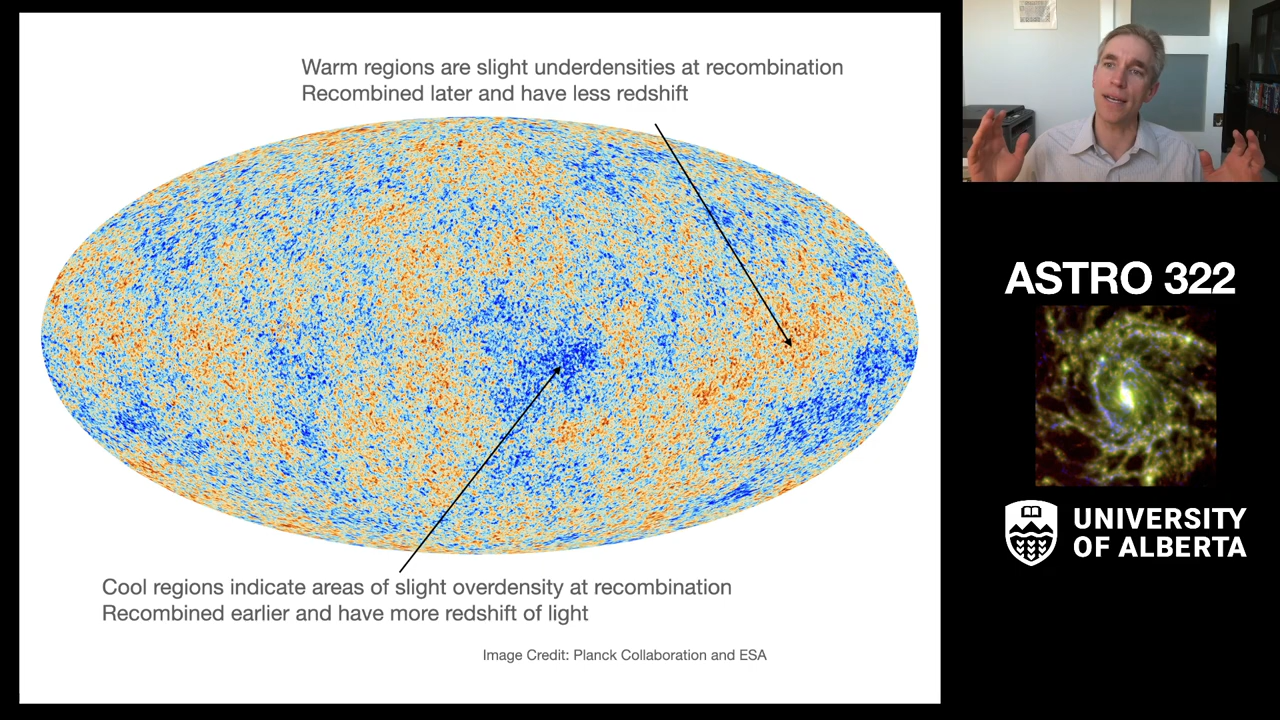 Warm regions are slight underdensities at recombination
Recombined later and have less redshift
Cool regions indicate areas of slight overdensity at recombination
Recombined earlier and have more redshift of light
Image Credit: Planck Collaboration and ESA
ASTRO 322
UNIVERSITY
OF ALBERTA